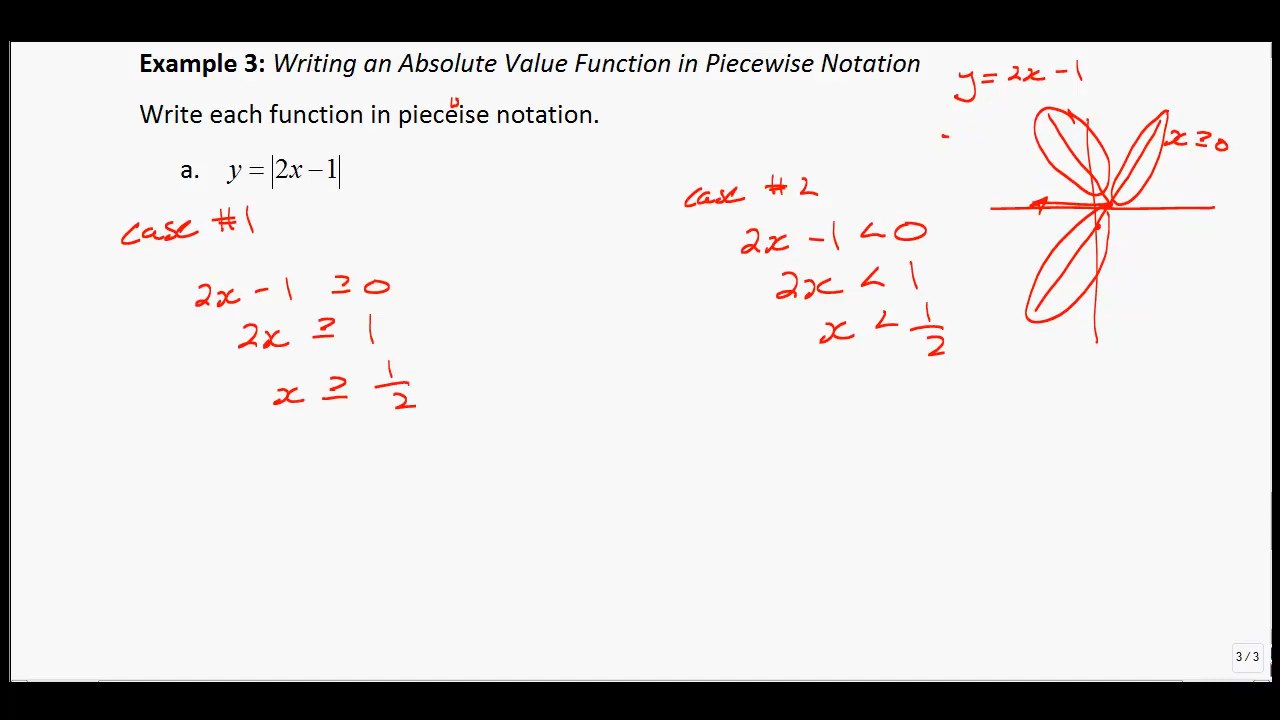 Example 3: Writing an Absolute Value Function in Piecewise Notation
y = 2x - 1
Write each function in pieceise notation.
w
x ≥ 0
a. y = |2x − 1|
case #1
2x - 1 ≥ 0
2x ≥ 1
x ≥ 1/2
case #2
2x - 1 < 0
2x < 1
x < 1/2
3 / 3